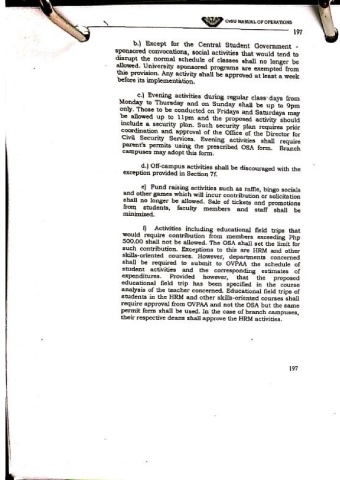 CvSU MANUAL OF OPERATIONS
197
b.) Except for the Central Student Government -
sponsored convocations, social activities that would tend to
disrupt the normal schedule of classes shall no longer be
allowed. University sponsored programs are exempted from
this provision. Any activity shall be approved at least a week
before its implementation.
c.) Evening activities during regular class days from
Monday to Thursday and on Sunday shall be up to 9pm
only. Those to be conducted on Fridays and Saturdays may
be allowed up to 11pm and the proposed activity should
include a security plan. Such security plan requires prior
coordination and approval of the Office of the Director for
Civil Security Services. Evening activities shall require
parent's permits using the prescribed OSA form. Branch
campuses may adopt this form.
d.) Off-campus activities shall be discouraged with the
exception provided in Section 7f.
e) Fund raising activities such as raffle, bingo socials
and other games which will incur contribution or solicitation
shall no longer be allowed. Sale of tickets and promotions
from students, faculty members and staff shall be
minimized.
f) Activities including educational field trips that
would require contribution from members exceeding Php
500.00 shall not be allowed. The OSA shall set the limit for
such contribution. Exceptions to this are HRM and other
skills-oriented courses. However, departments concerned
shall be required to submit to OVPAA the schedule of
student activities and the corresponding estimates of
expenditures. Provided however, that the proposed
educational field trip has been specified in the course
analysis of the teacher concerned. Educational field trips of
students in the HRM and other skills-oriented courses shall
require approval from OVPAA and not the OSA but the same
permit form shall be used. In the case of branch campuses,
their respective deans shall approve the HRM activities.
197